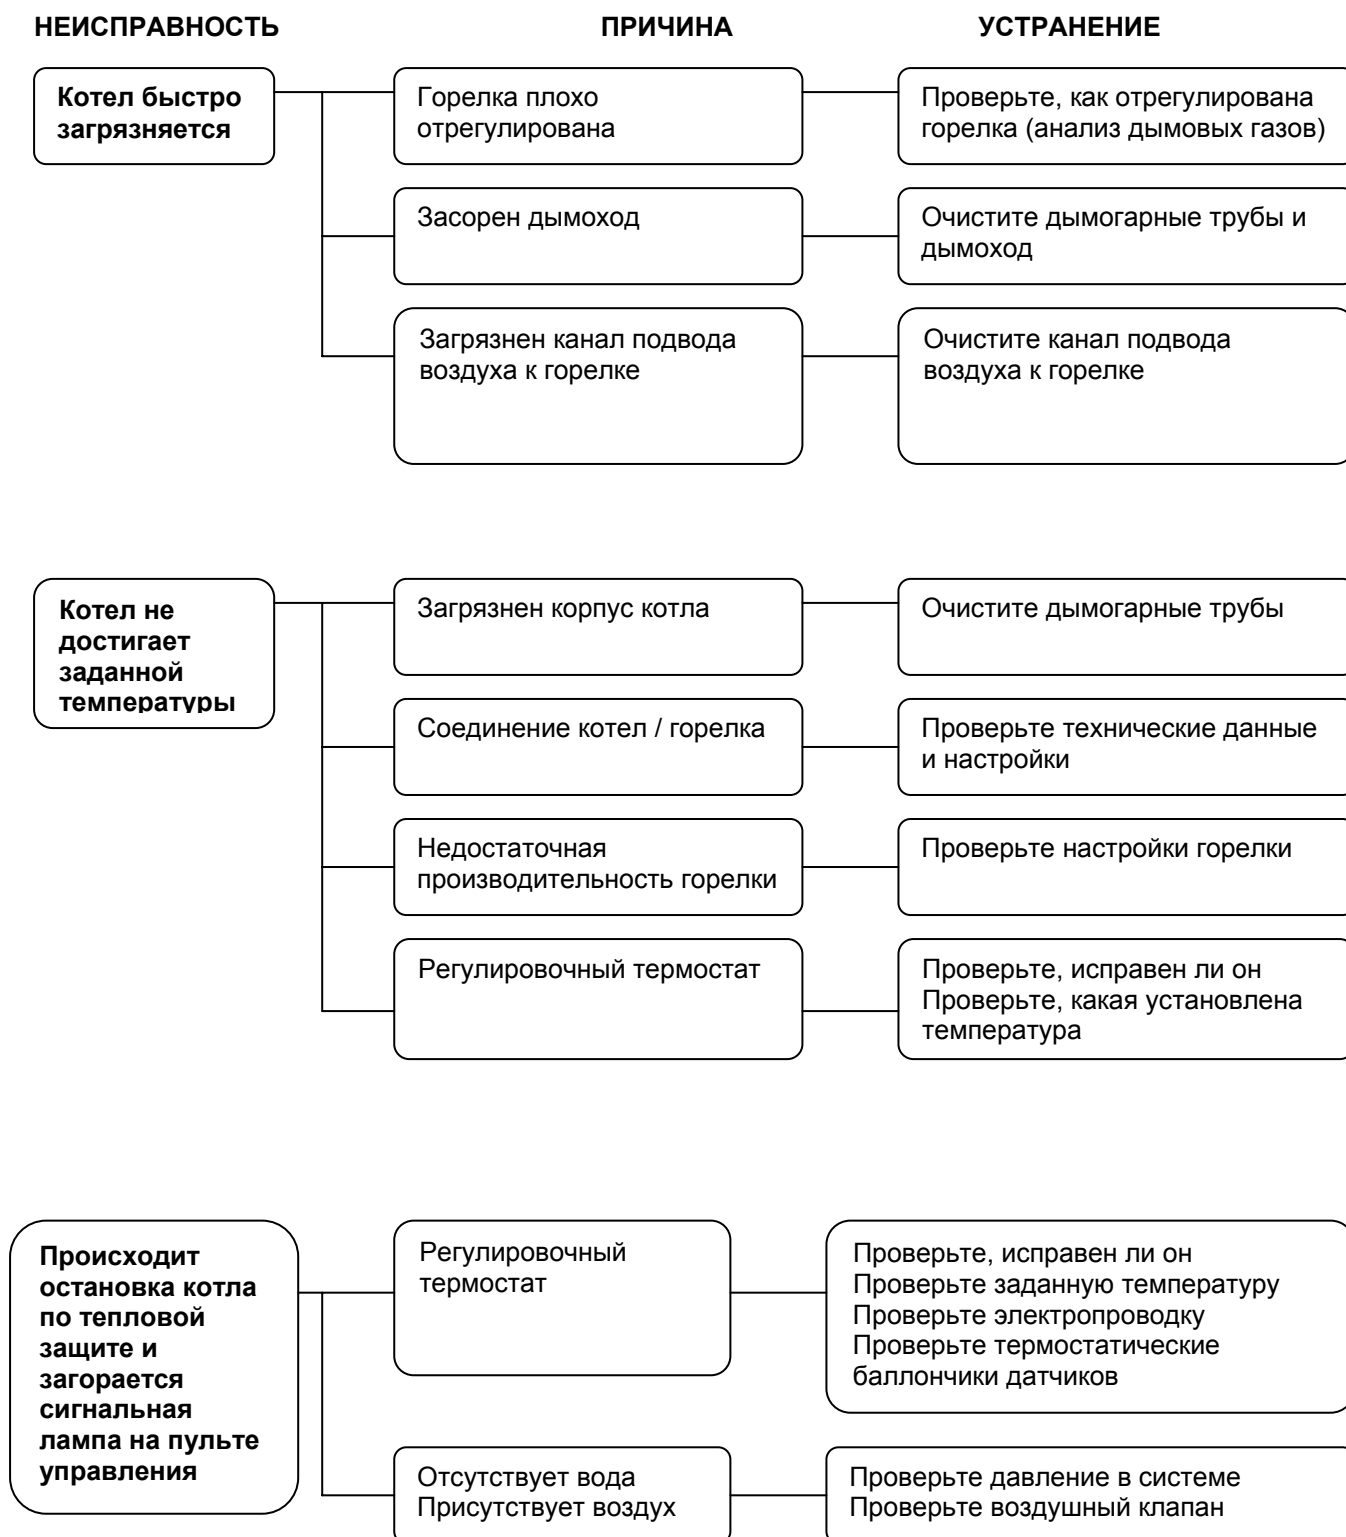 НЕИСПРАВНОСТЬ ПРИЧИНА УСТРАНЕНИЕ
Котел быстро
загрязняется
Горелка плохо
отрегулирована
Проверьте, как отрегулирована
горелка (анализ дымовых газов)
Засорен дымоход
Очистите дымогарные трубы и
дымоход
Загрязнен канал подвода
воздуха к горелке
Очистите канал подвода
воздуха к горелке
Котел не
достигает
заданной
температуры
Загрязнен корпус котла
Очистите дымогарные трубы
Соединение котел / горелка
Проверьте технические данные
и настройки
Недостаточная
производительность горелки
Проверьте настройки горелки
Регулировочный термостат
Проверьте, исправен ли он
Проверьте, какая установлена
температура
Происходит
остановка котла
по тепловой
защите и
загорается
сигнальная
лампа на пульте
управления
Регулировочный
термостат
Проверьте, исправен ли он
Проверьте заданную температуру
Проверьте электропроводку
Проверьте термостатические
баллончики датчиков
Отсутствует вода
Присутствует воздух
Проверьте давление в системе
Проверьте воздушный клапан